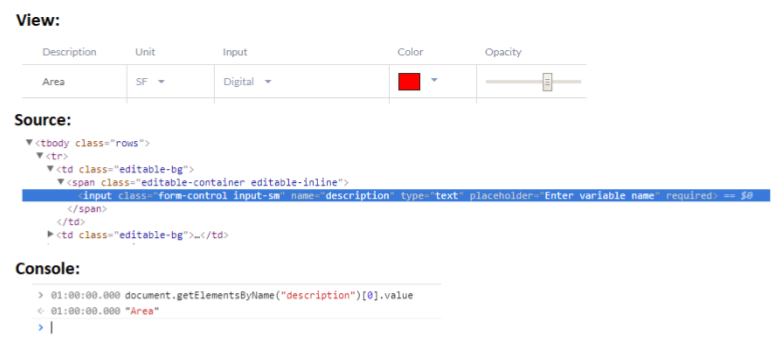 View:
Description Unit Input Color Opacity
Area SF Digital
Source:
▼<tbody class="rows">
▼<tr>
▼<td class="editable-bg">
▼<span class="editable-container editable-inline">
<input class="form-control input-sm" name="description" type="text" placeholder="Enter variable name" required> == $0
</span>
</td>
▶<td class="editable-bg">…</td>
Console:
> 01:00:00.000 document.getElementsByName("description")[0].value
< 01:00:00.000 "Area"
>